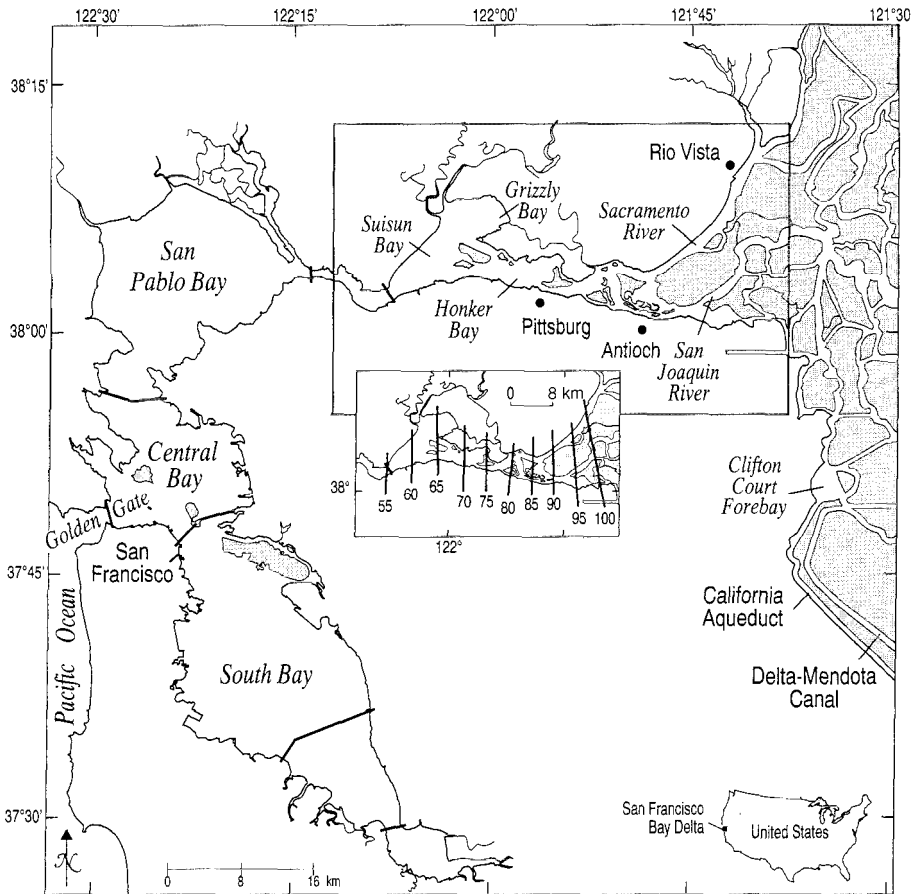 122°30'
122°15'
122°00'
121°45'
121°30'
38°15'
38°00'
37°45'
37°30'
Rio Vista
Grizzly
Bay
Suisun
Bay
Sacramento
River
San
Pablo Bay
Honker
Bay
Pittsburg
Antioch
San
Joaquin
River
0 8 km
38°
55
60
65
70
75
80
85
90
95
100
122°
Central
Bay
Golden Gate
San
Francisco
Clifton
Court
Forebay
California
Aqueduct
Delta-Mendota
Canal
Pacific Ocean
South Bay
San Francisco
Bay Delta
United States
N
0 8 16 km